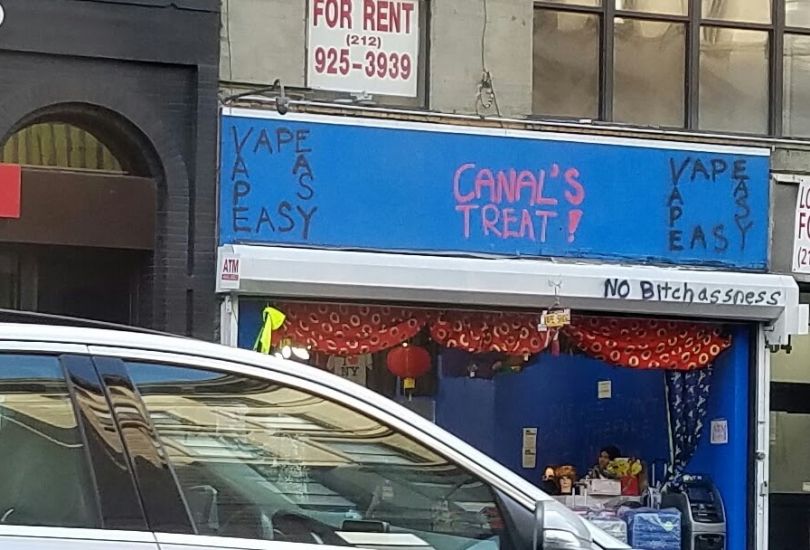 FOR RENT
(212)
925-3939
VAPE
VAPE
EASY
EASY
CANAL'S
TREAT!
VAPE
VAPE
EASY
EASY
ATM
NO Bitchassness
I NY
ATM